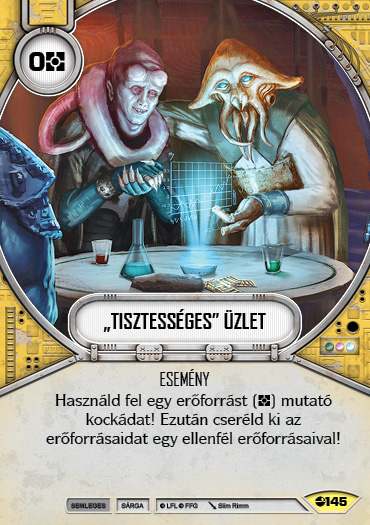 0
„TISZTESSÉGES” ÜZLET
ESEMÉNY
Használd fel egy erőforrást () mutató
kockádat! Ezután cseréld ki az
erőforrásaidat egy ellenfél erőforrásaival!
SEMLEGES SÁRGA © LFL © FFG Slim Rimm 145